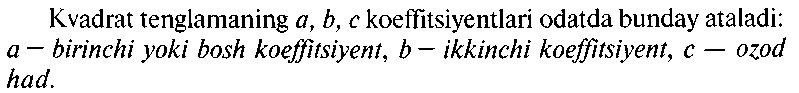 Kvadrat tenglamaning a, b, c koeffitsiyentlari odatda bunday ataladi:
a — birinchi yoki bosh koeffitsiyent, b — ikkinchi koeffitsiyent, c — ozod
had.